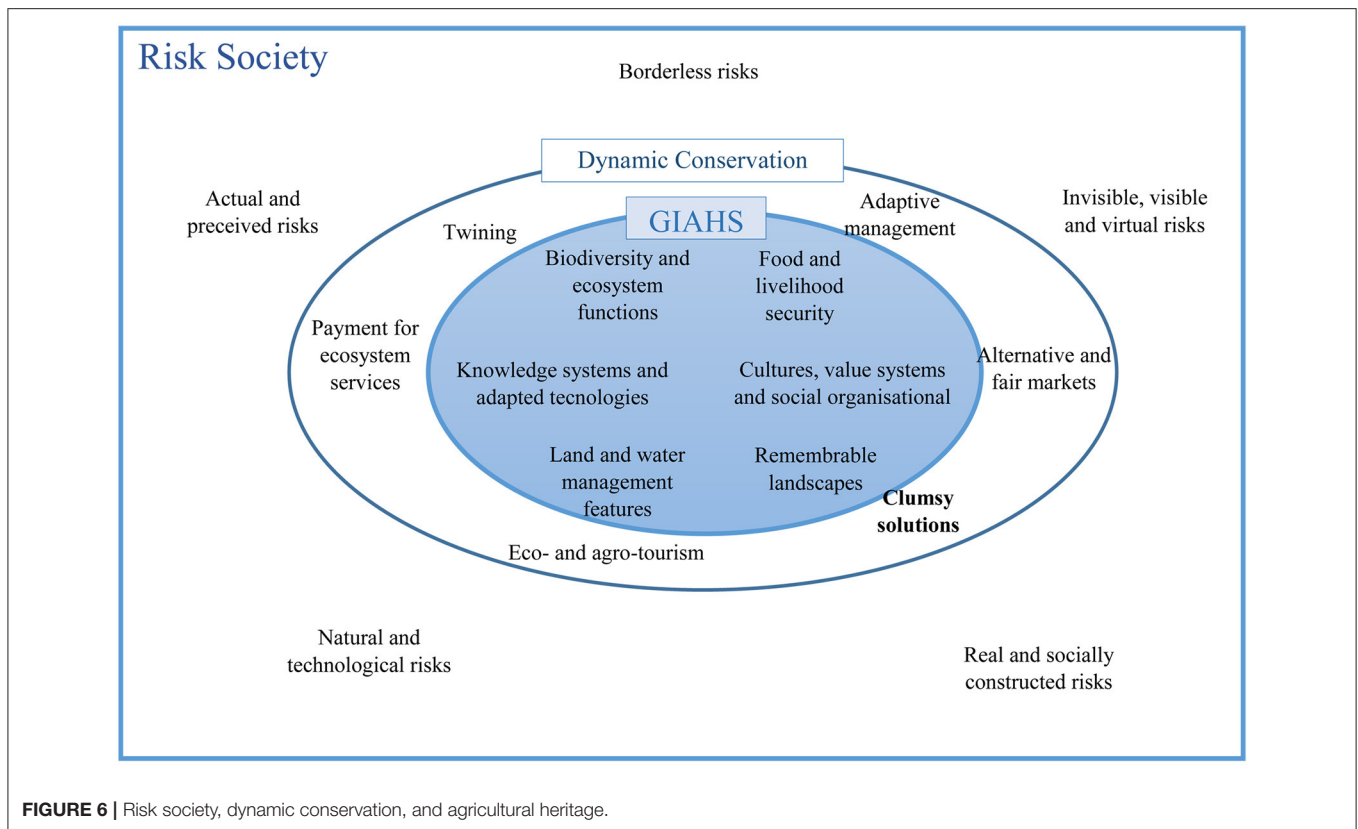 Risk Society
Borderless risks
Dynamic Conservation
Actual and
preceived risks
Invisible, visible
and virtual risks
Twining
GIAHS
Adaptive
management
Biodiversity and
ecosystem
functions
Food and
livelihood
security
Payment for
ecosystem
services
Knowledge systems and
adapted tecnologies
Cultures, value systems
and social organisational
Alternative and
fair markets
Land and water
management
features
Remembrable
landscapes
Clumsy
solutions
Eco- and agro-tourism
Natural and
technological risks
Real and socially
constructed risks
FIGURE 6 | Risk society, dynamic conservation, and agricultural heritage.